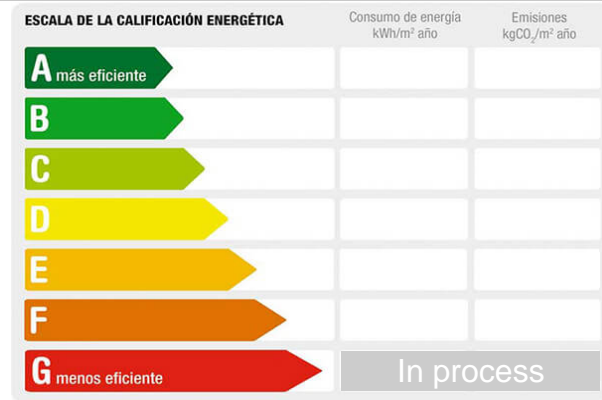 ESCALA DE LA CALIFICACIÓN ENERGÉTICA
Consumo de energía
kWh/m² año
Emisiones
kgCO₂/m² año
A más eficiente
B
C
D
E
F
G menos eficiente
In process